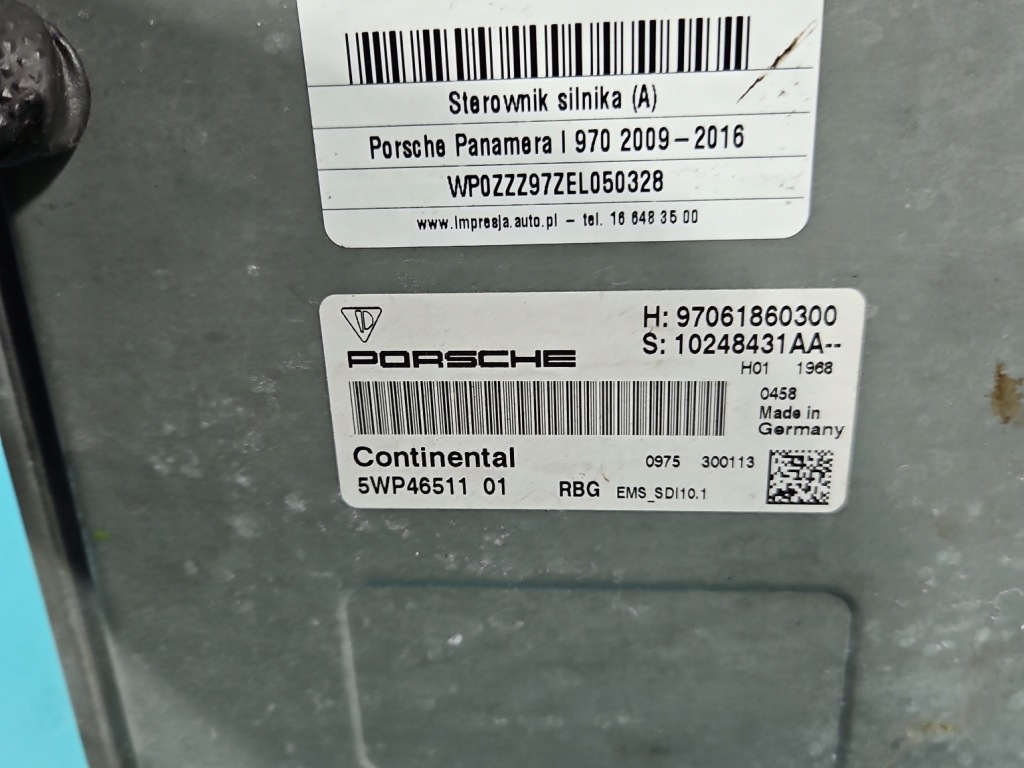 Sterownik silnika (A)
Porsche Panamera I 970 2009-2016
WP0ZZZ97ZEL050328
www.impresja.auto.pl - tel. 16 648 35 00
PORSCHE
H: 97061860300
S: 10248431AA--
H01 1968
0458
Made in
Germany
Continental
5WP46511 01
0975 300113
RBG EMS_SDI10.1